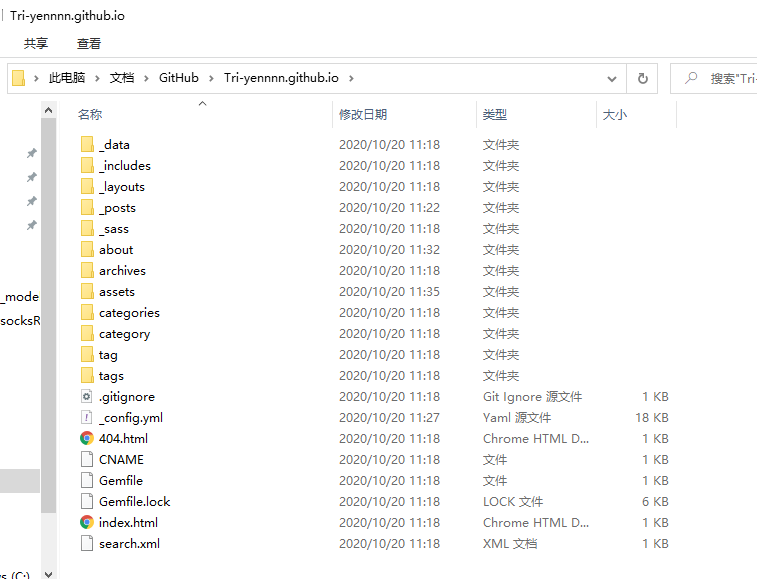 Tri-yennnn.github.io
共享 查看
此电脑 文档 GitHub Tri-yennnn.github.io 搜索"Tri-
名称 修改日期 类型 大小
_data 2020/10/20 11:18 文件夹
_includes 2020/10/20 11:18 文件夹
_layouts 2020/10/20 11:18 文件夹
_posts 2020/10/20 11:22 文件夹
_sass 2020/10/20 11:18 文件夹
about 2020/10/20 11:32 文件夹
archives 2020/10/20 11:18 文件夹
assets 2020/10/20 11:35 文件夹
_mode
categories 2020/10/20 11:18 文件夹
socksR
category 2020/10/20 11:18 文件夹
tag 2020/10/20 11:18 文件夹
tags 2020/10/20 11:18 文件夹
.gitignore 2020/10/20 11:18 Git Ignore 源文件 1 KB
_config.yml 2020/10/20 11:27 Yaml 源文件 18 KB
404.html 2020/10/20 11:18 Chrome HTML D... 1 KB
CNAME 2020/10/20 11:18 文件 1 KB
Gemfile 2020/10/20 11:18 文件 1 KB
Gemfile.lock 2020/10/20 11:18 LOCK 文件 6 KB
index.html 2020/10/20 11:18 Chrome HTML D... 1 KB
search.xml 2020/10/20 11:18 XML 文档 1 KB
s (C:)